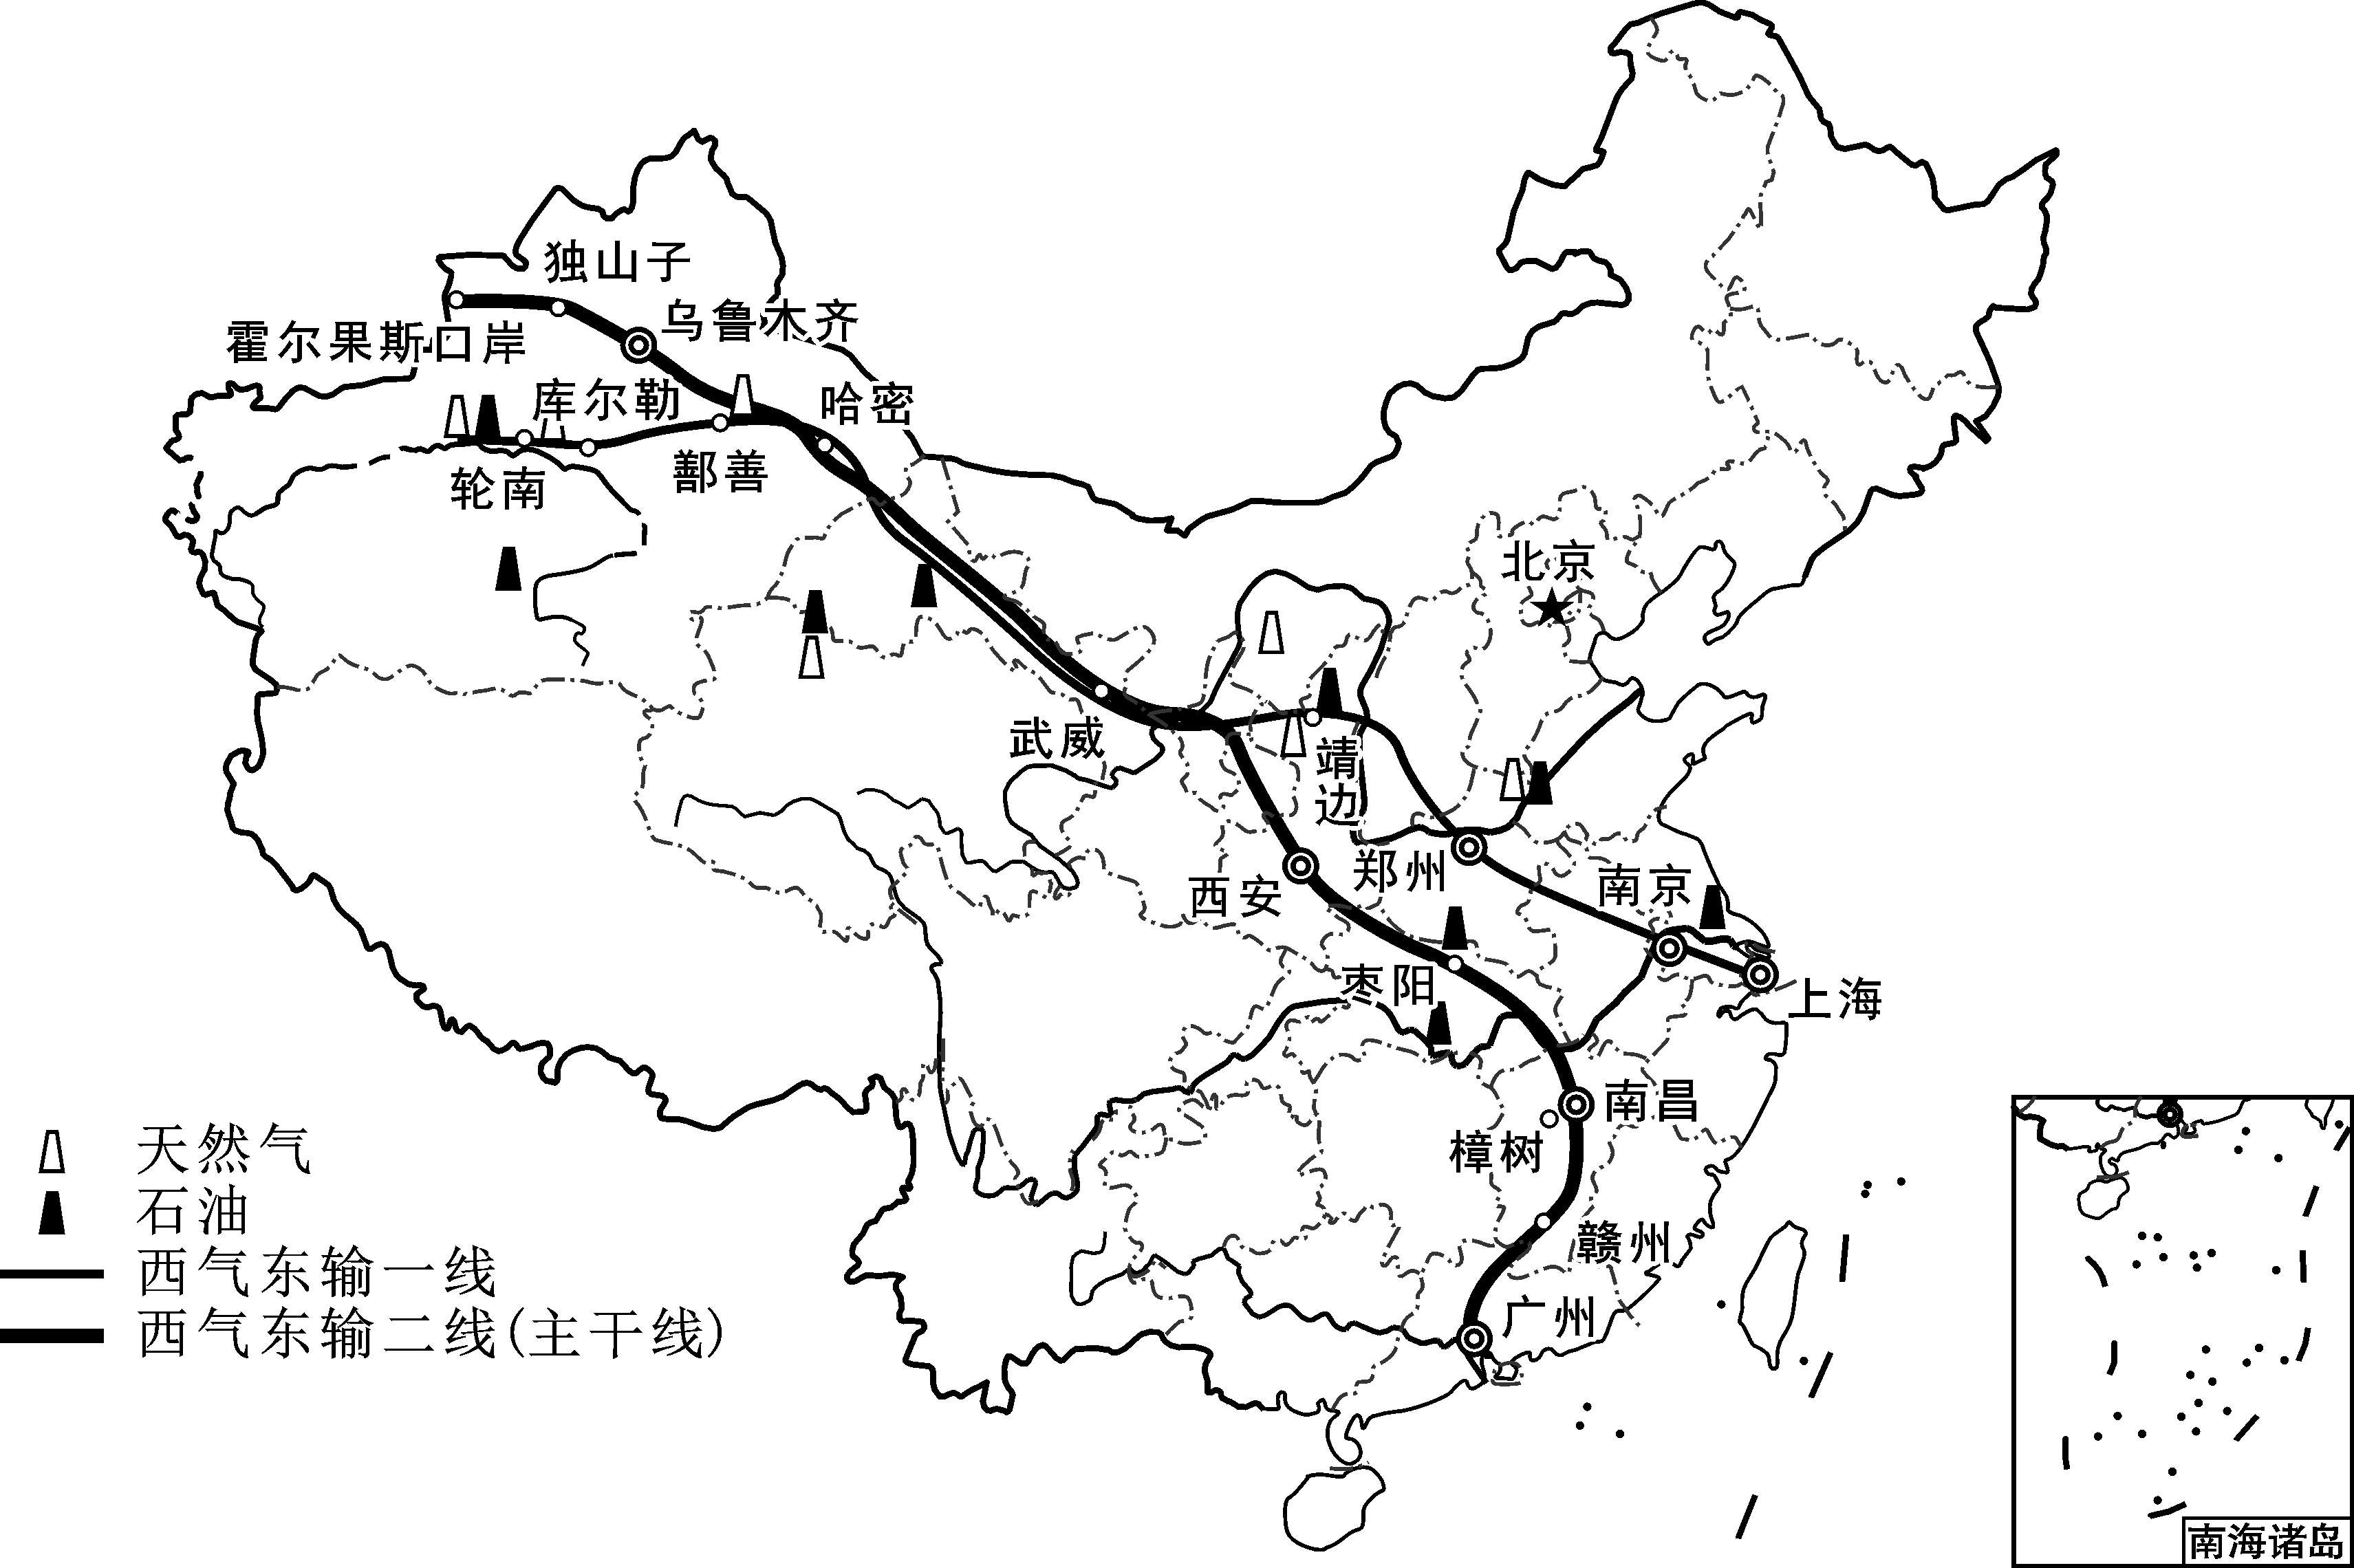 独山子
乌鲁木齐
霍尔果斯口岸
库尔勒
哈密
轮南
鄯善
北京
武威
靖边
西安
郑州
南京
枣阳
上海
南昌
樟树
赣州
广州
天然气
石油
西气东输一线
西气东输二线(主干线)
南海诸岛